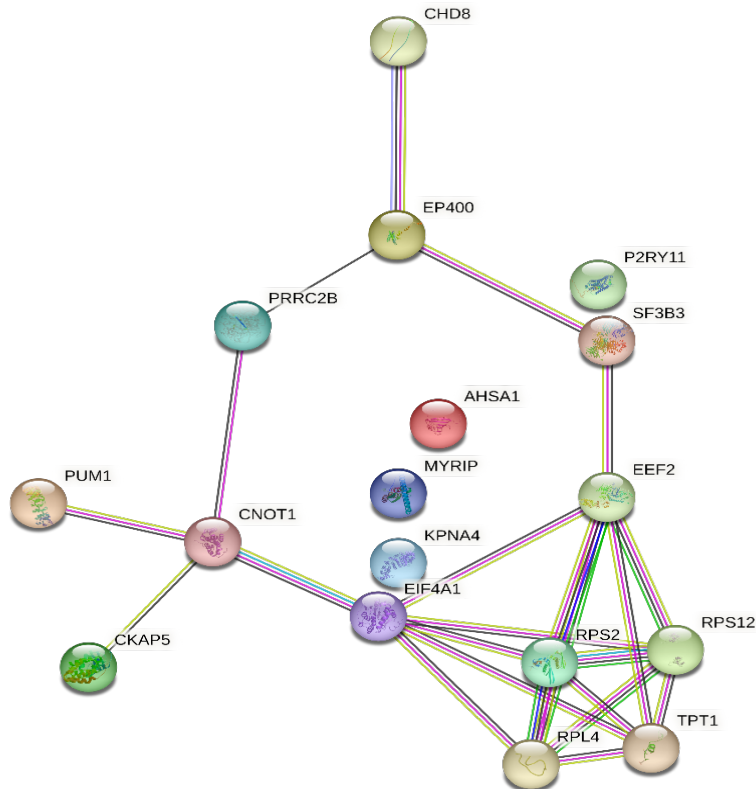 CHD8
EP400
P2RY11
PRRC2B
SF3B3
AHSA1
MYRIP
EEF2
PUM1
CNOT1
KPNA4
EIF4A1
RPS12
RPS2
CKAP5
TPT1
RPL4